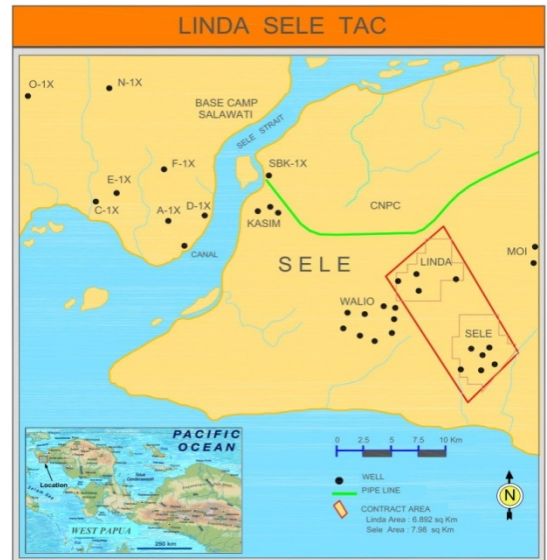 LINDA SELE TAC
O-1X
N-1X
BASE CAMP
SALAWATI
SELE STRAIT
SBK-1X
F-1X
E-1X
C-1X
A-1X
D-1X
KASIM
CNPC
CANAL
SELE
LINDA
MOI
WALIO
SELE
PACIFIC
OCEAN
Location
WEST PAPUA
250 km
0 2.5 5 7.5 10 Km
WELL
PIPE LINE
CONTRACT AREA
Linda Area : 6.892 sq Km
Sele Area : 7.98 sq Km
N